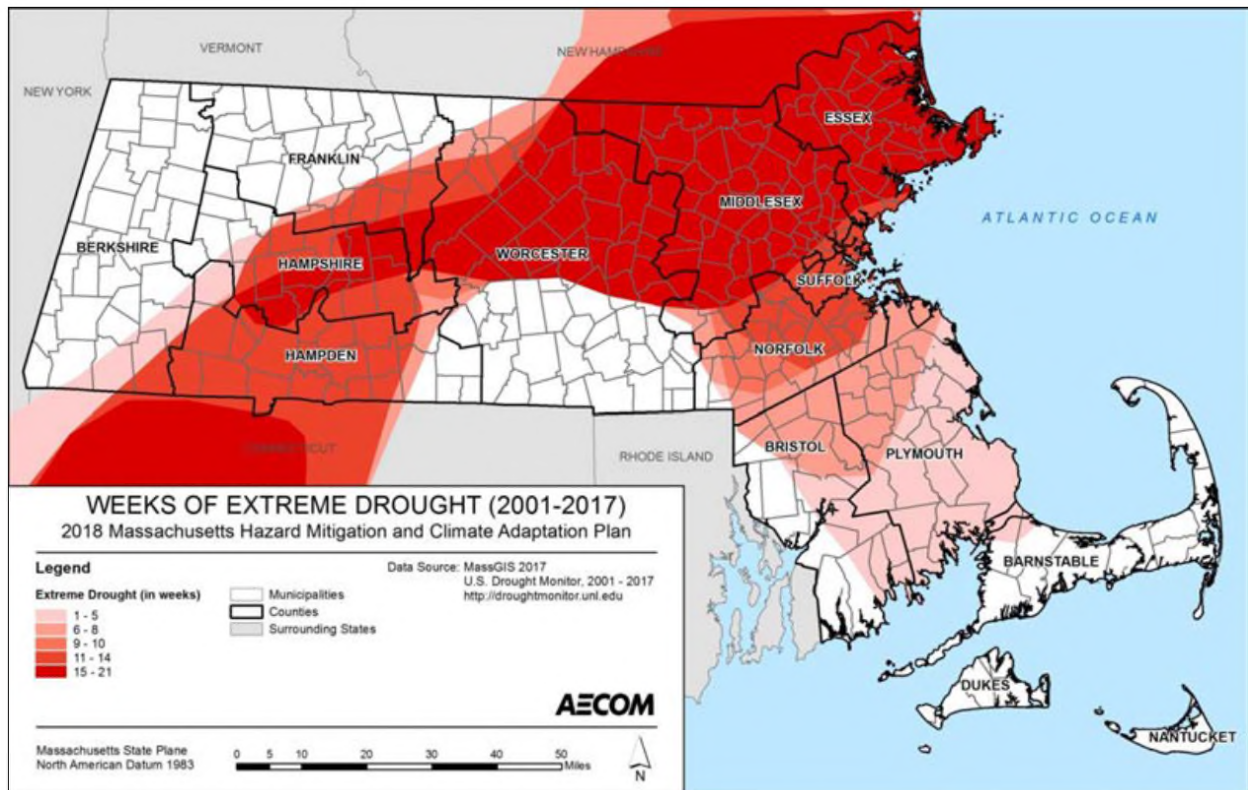 VERMONT
NEW HAMPSHIRE
NEW YORK
ESSEX
FRANKLIN
MIDDLESEX
ATLANTIC OCEAN
BERKSHIRE
WORCESTER
HAMPSHIRE
SUFFOLK
NORFOLK
HAMPDEN
CONNECTICUT
BRISTOL
PLYMOUTH
RHODE ISLAND
BARNSTABLE
DUKES
NANTUCKET
WEEKS OF EXTREME DROUGHT (2001-2017)
2018 Massachusetts Hazard Mitigation and Climate Adaptation Plan
Legend
Extreme Drought (in weeks)
1 - 5
6 - 8
9 - 10
11 - 14
15 - 21
Municipalities
Counties
Surrounding States
Data Source: MassGIS 2017
U.S. Drought Monitor, 2001 - 2017
http://droughtmonitor.unl.edu
AECOM
Massachusetts State Plane
North American Datum 1983
0 5 10 20 30 40 50
Miles
N